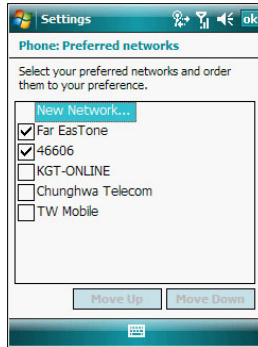 Settings
ok
Phone: Preferred networks
Select your preferred networks and order
them to your preference.
New Network...
Far EasTone
46606
KGT-ONLINE
Chunghwa Telecom
TW Mobile
Move Up
Move Down